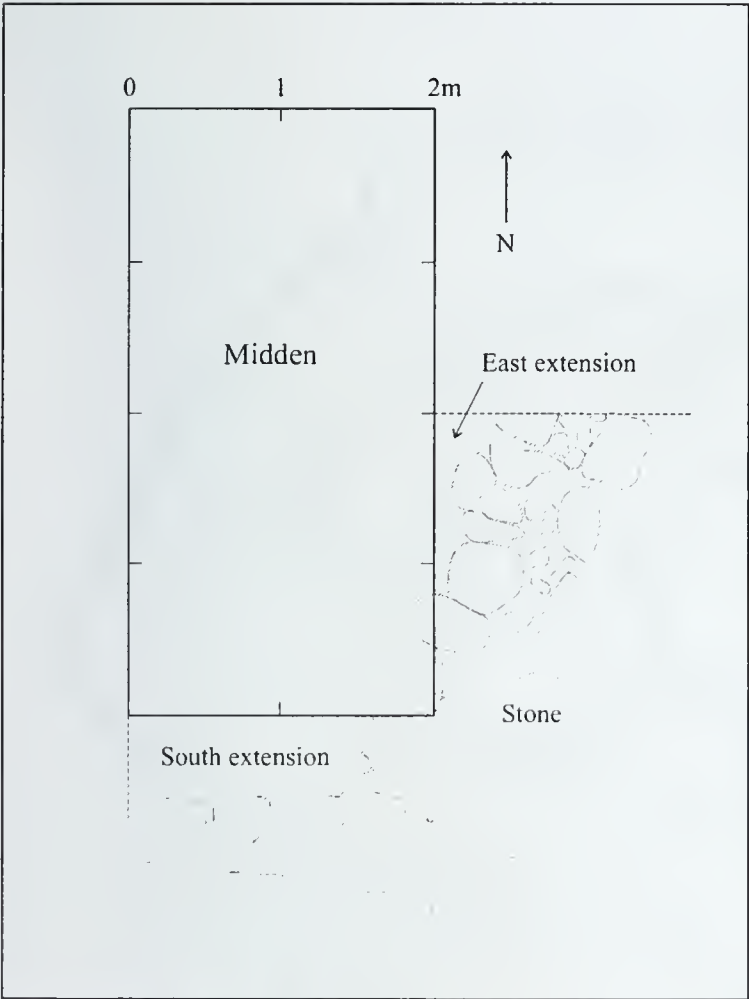 0 1 2m
N
Midden
East extension
Stone
South extension